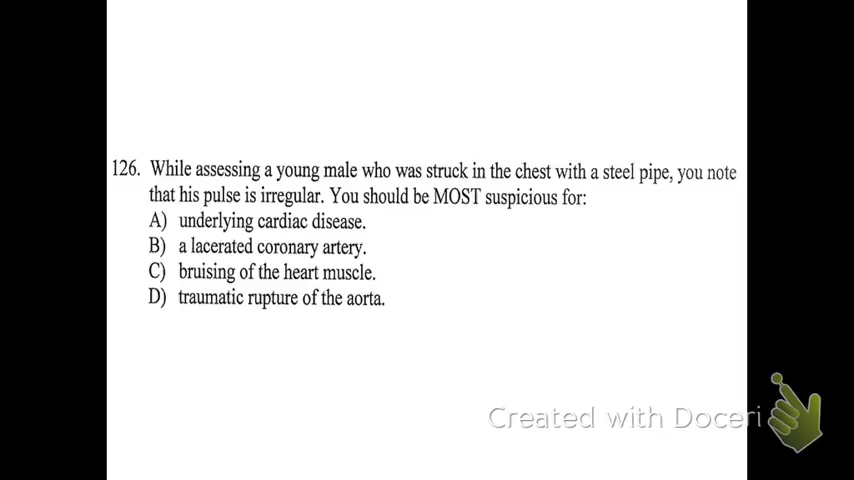 126. While assessing a young male who was struck in the chest with a steel pipe, you note
that his pulse is irregular. You should be MOST suspicious for:
A) underlying cardiac disease.
B) a lacerated coronary artery.
C) bruising of the heart muscle.
D) traumatic rupture of the aorta.
Created with Doceri